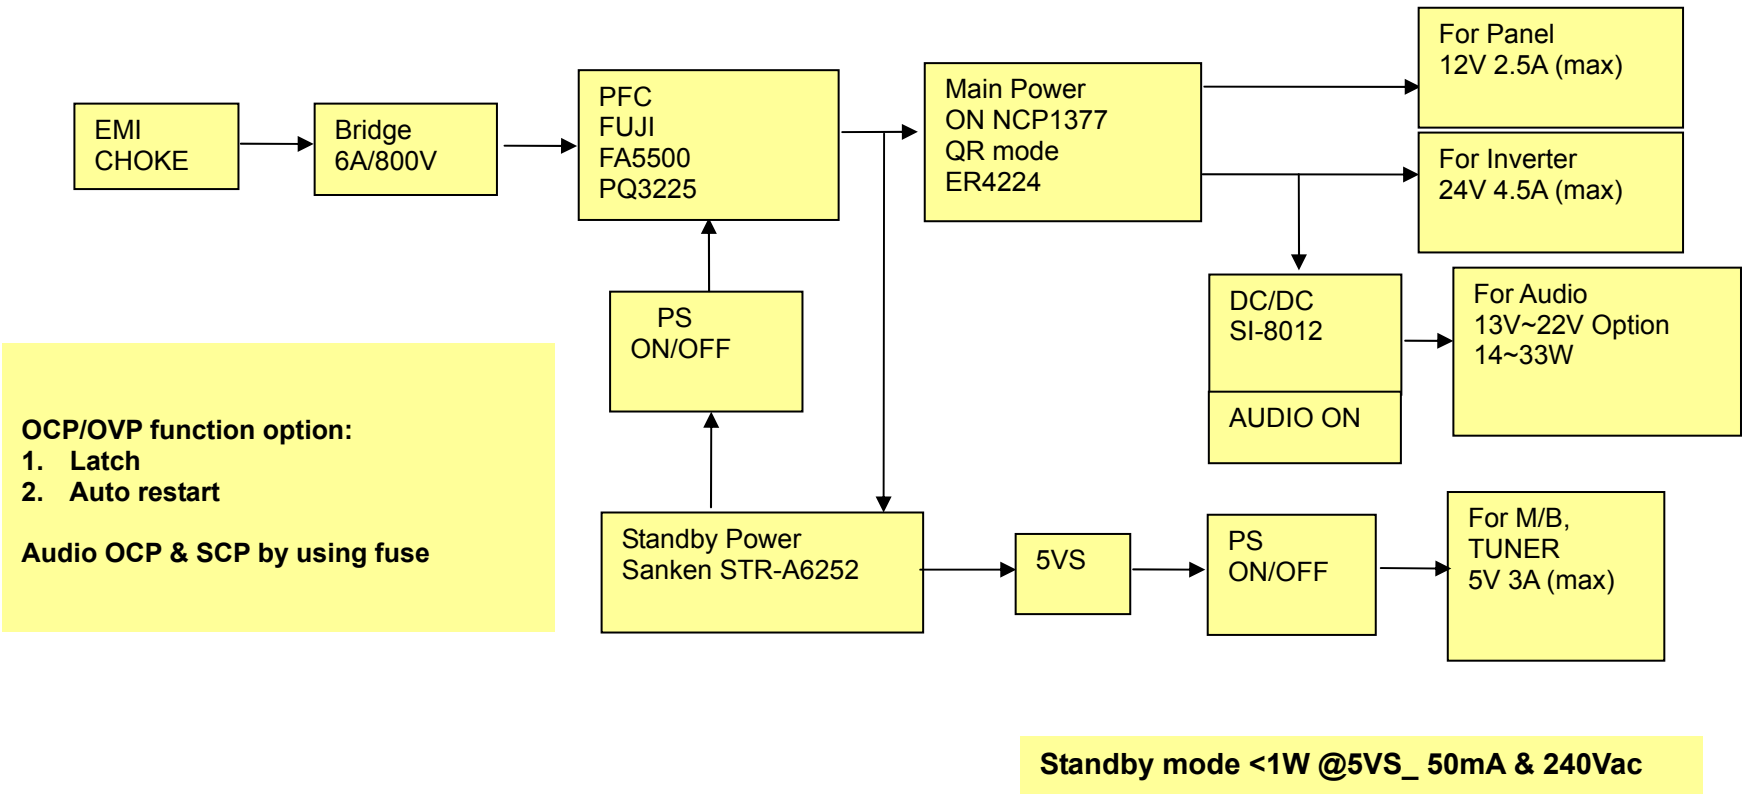 EMI
CHOKE
Bridge
6A/800V
PFC
FUJI
FA5500
PQ3225
Main Power
ON NCP1377
QR mode
ER4224
For Panel
12V 2.5A (max)
For Inverter
24V 4.5A (max)
PS
ON/OFF
DC/DC
SI-8012
AUDIO ON
For Audio
13V~22V Option
14~33W
OCP/OVP function option:
1. Latch
2. Auto restart
Audio OCP & SCP by using fuse
Standby Power
Sanken STR-A6252
5VS
PS
ON/OFF
For M/B,
TUNER
5V 3A (max)
Standby mode <1W @5VS_ 50mA & 240Vac